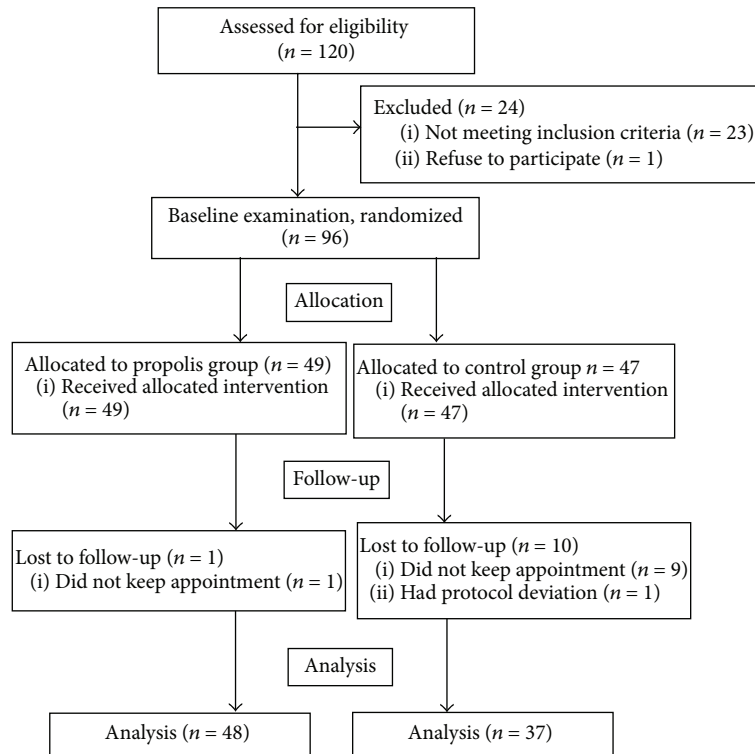 Assessed for eligibility
(n = 120)
Excluded (n = 24)
(i) Not meeting inclusion criteria (n = 23)
(ii) Refuse to participate (n = 1)
Baseline examination, randomized
(n = 96)
Allocation
Allocated to propolis group (n = 49)
(i) Received allocated intervention
(n = 49)
Allocated to control group n = 47
(i) Received allocated intervention
(n = 47)
Follow-up
Lost to follow-up (n = 1)
(i) Did not keep appointment (n = 1)
Lost to follow-up (n = 10)
(i) Did not keep appointment (n = 9)
(ii) Had protocol deviation (n = 1)
Analysis
Analysis (n = 48)
Analysis (n = 37)